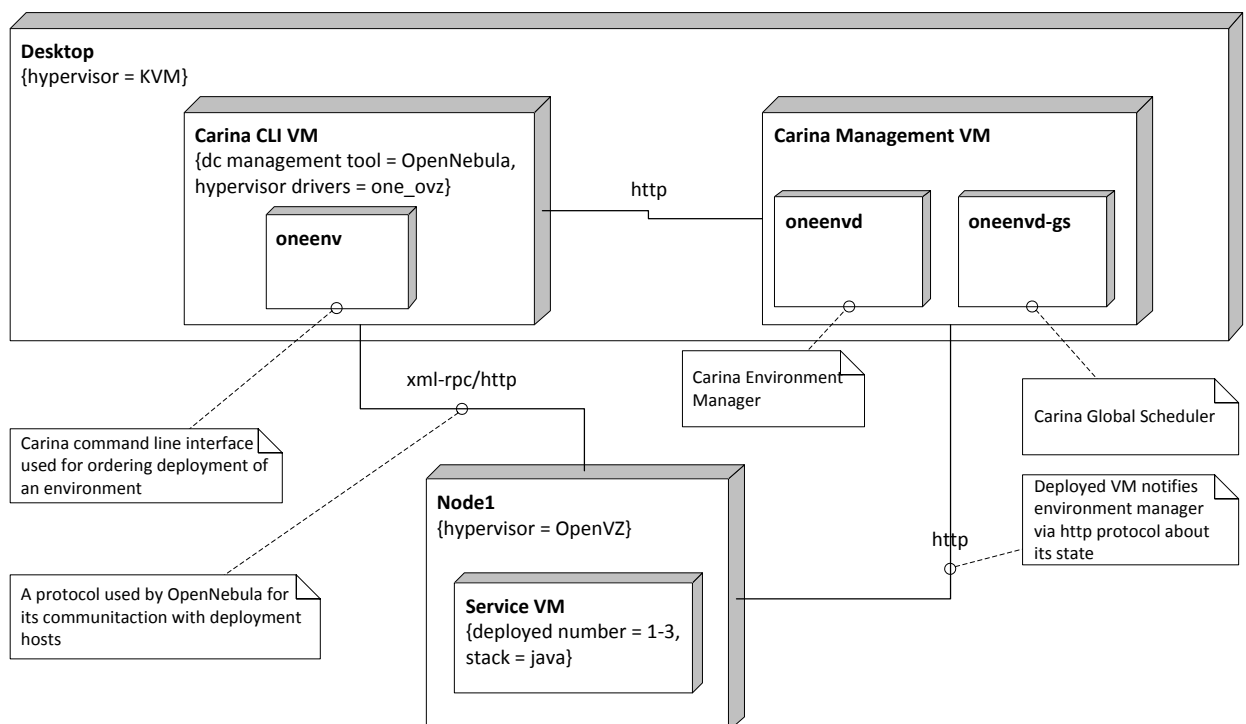 Desktop
{hypervisor = KVM}
Carina CLI VM
{dc management tool = OpenNebula,
hypervisor drivers = one_ovz}
oneenv
http
Carina Management VM
oneenvd
oneenvd-gs
xml-rpc/http
Carina Environment
Manager
Carina Global Scheduler
Carina command line interface
used for ordering deployment of
an environment
Node1
{hypervisor = OpenVZ}
http
Deployed VM notifies
environment manager
via http protocol about
its state
A protocol used by OpenNebula for
its communitaction with deployment
hosts
Service VM
{deployed number = 1-3,
stack = java}